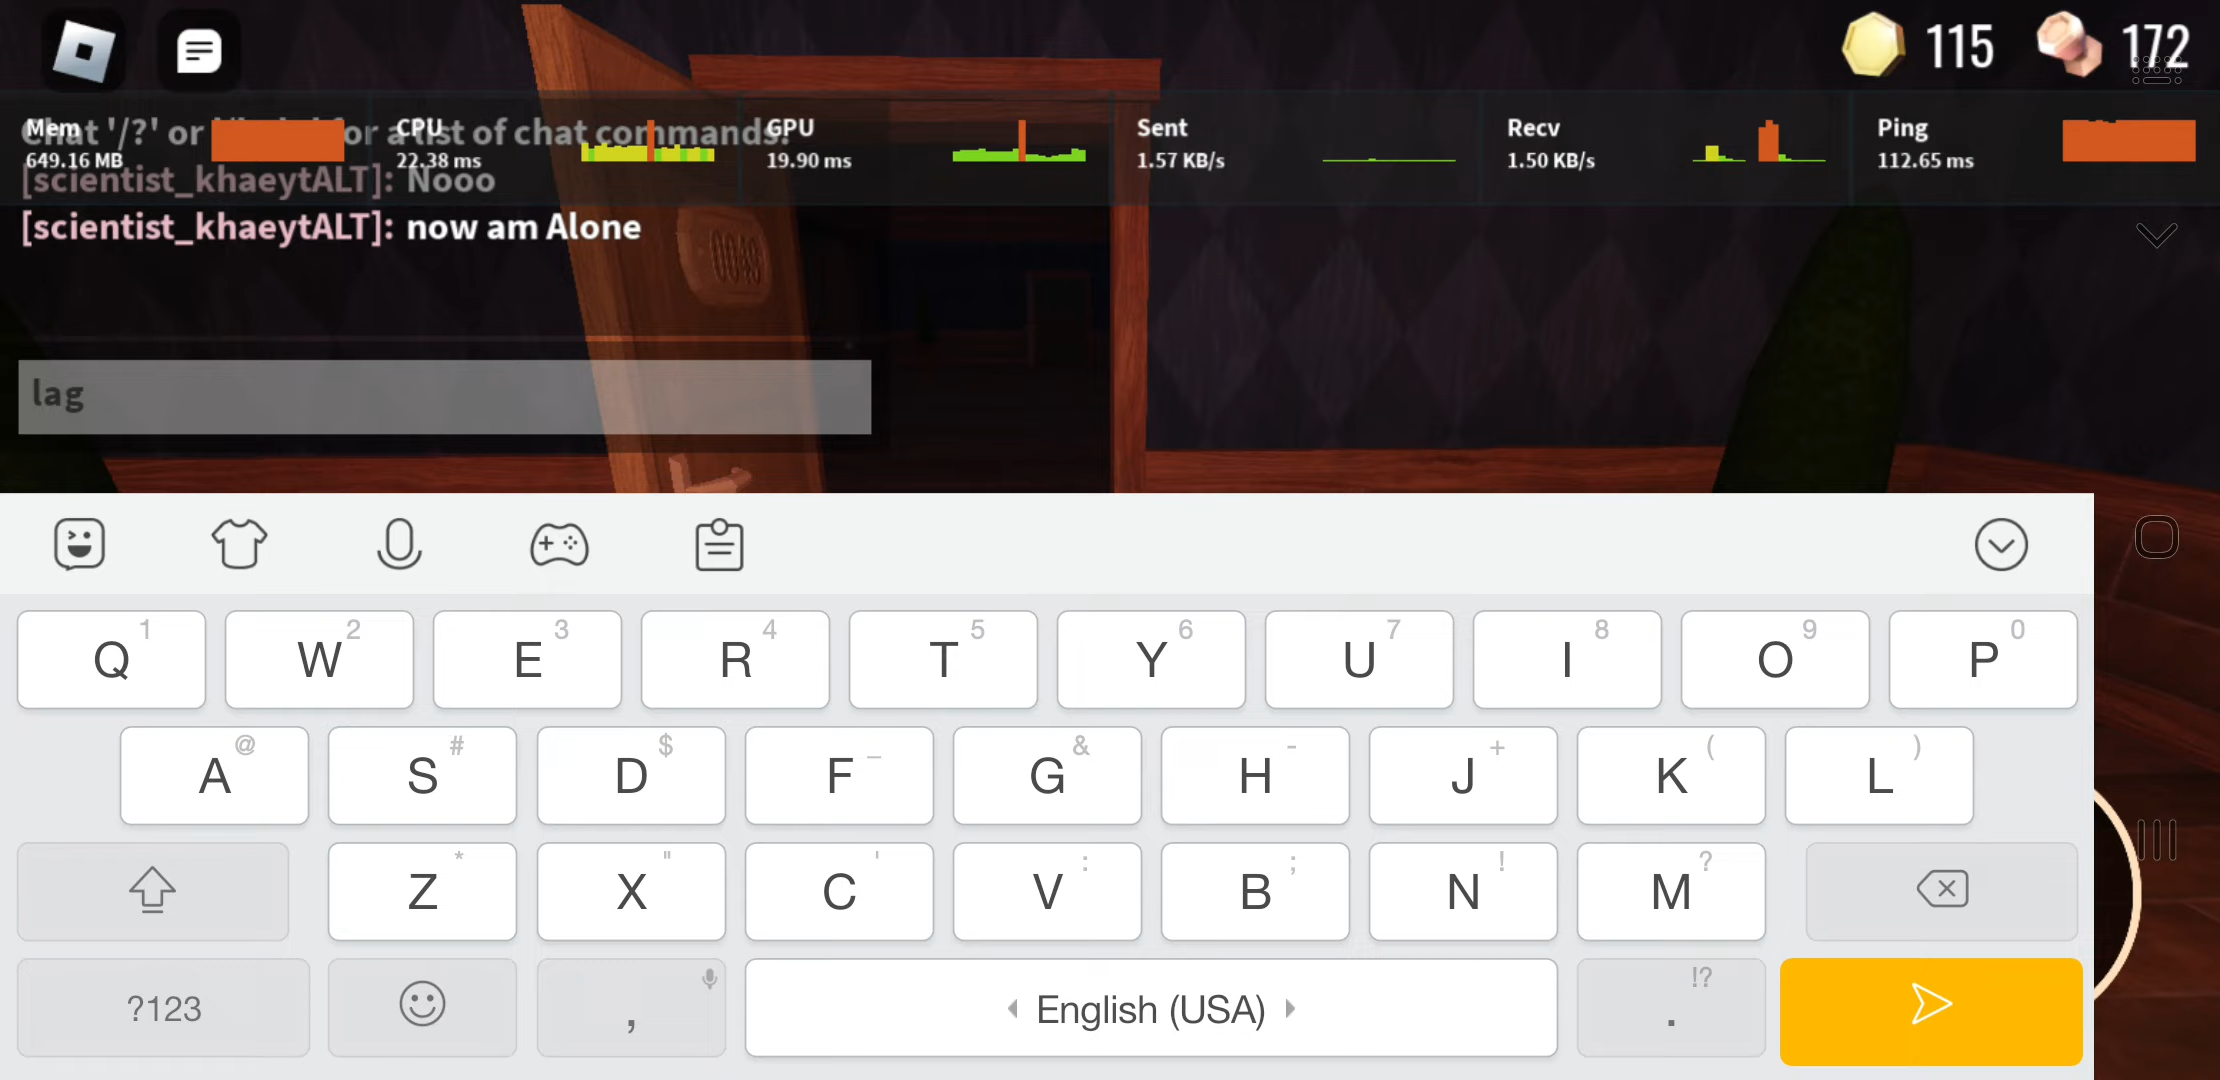 115
172
Mem
649.16 MB
CPU
22.38 ms
GPU
19.90 ms
Sent
1.57 KB/s
Recv
1.50 KB/s
Ping
112.65 ms
Chat '/?' or for a list of chat commands.
[scientist_khaeytALT]: Nooo
[scientist_khaeytALT]: now am Alone
0046
lag
Q 1 W 2 E 3 R 4 T 5 Y 6 U 7 I 8 O 9 P 0
A @ S # D $ F _ G & H - J + K ( L )
Z * X " C ' V : B ; N ! M ?
?123 , English (USA) . !?